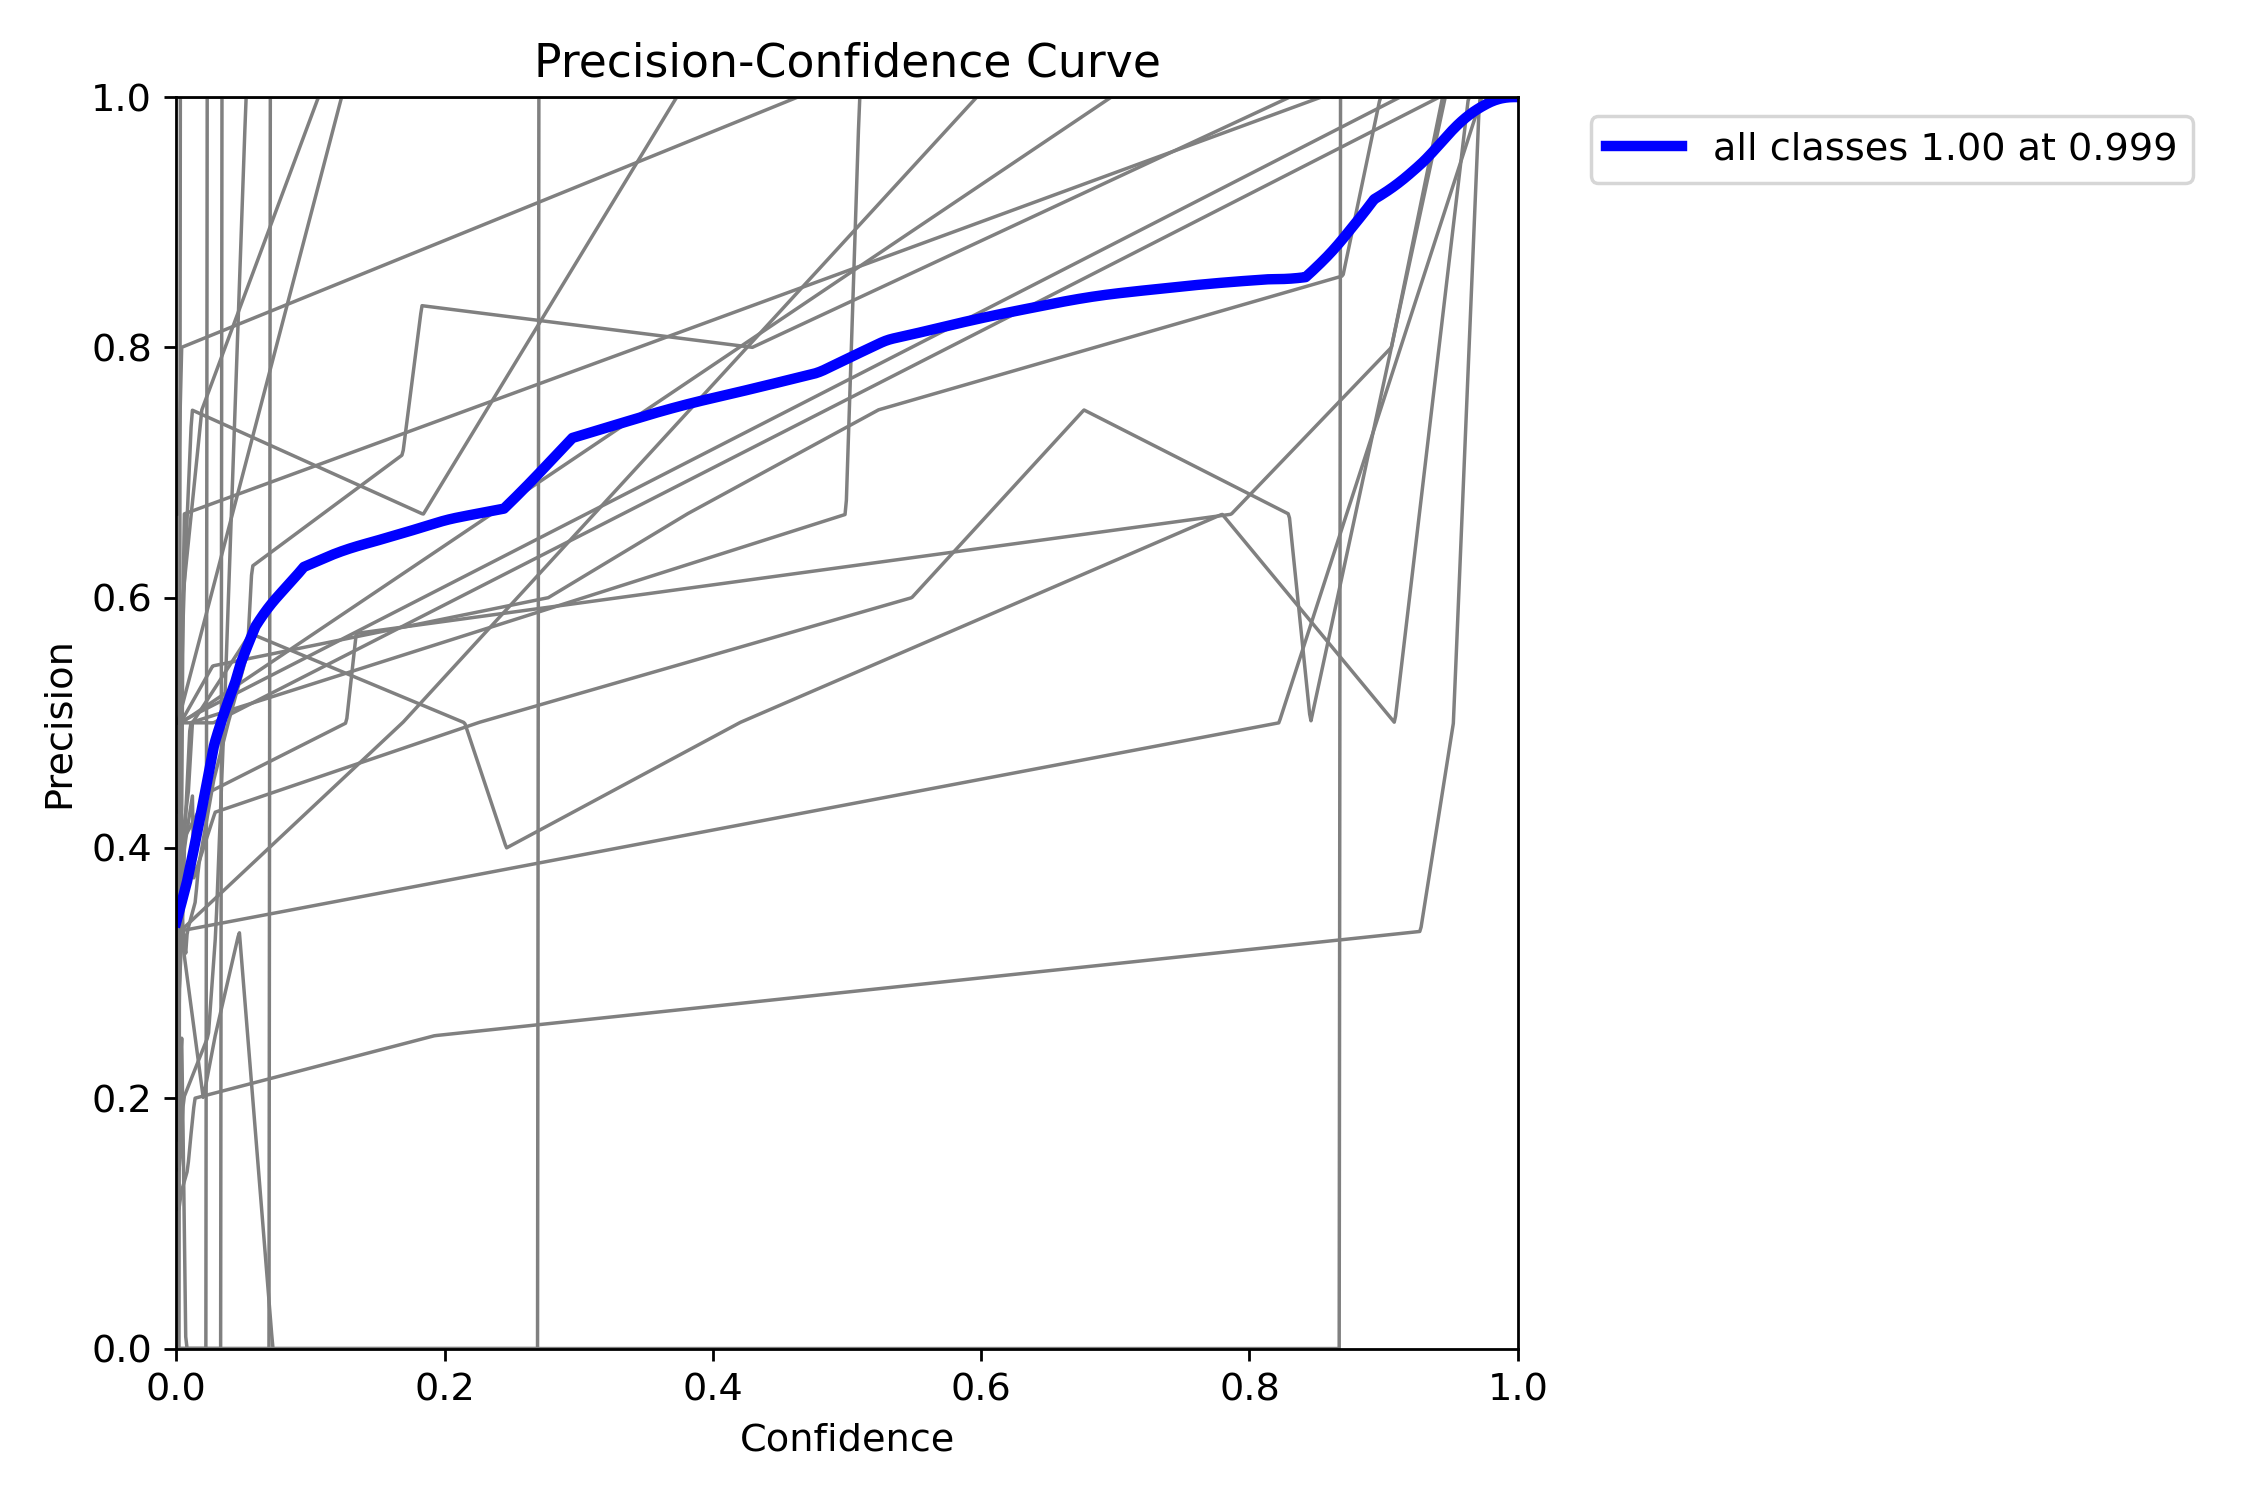 Precision-Confidence Curve
1.0
0.8
0.6
0.4
0.2
0.0
Precision
0.0 0.2 0.4 0.6 0.8 1.0
Confidence
all classes 1.00 at 0.999